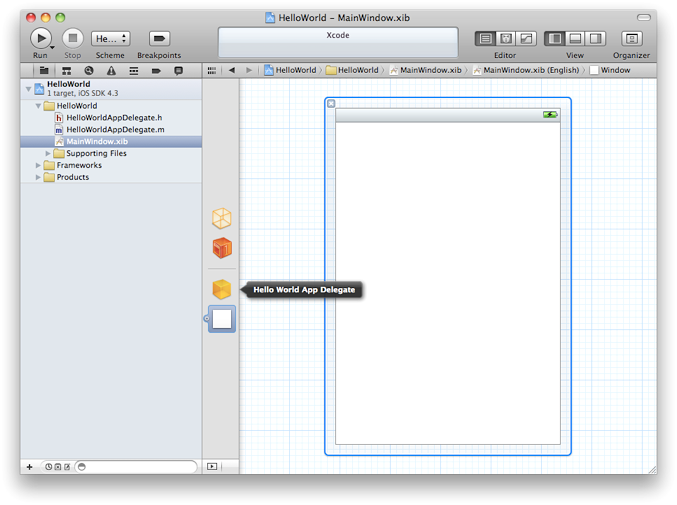 HelloWorld – MainWindow.xib
Run
Stop
He...
Scheme
Breakpoints
Xcode
Editor
View
Organizer
HelloWorld
1 target, iOS SDK 4.3
HelloWorld
HelloWorldAppDelegate.h
HelloWorldAppDelegate.m
MainWindow.xib
Supporting Files
Frameworks
Products
HelloWorld HelloWorld MainWindow.xib MainWindow.xib (English) Window
Hello World App Delegate